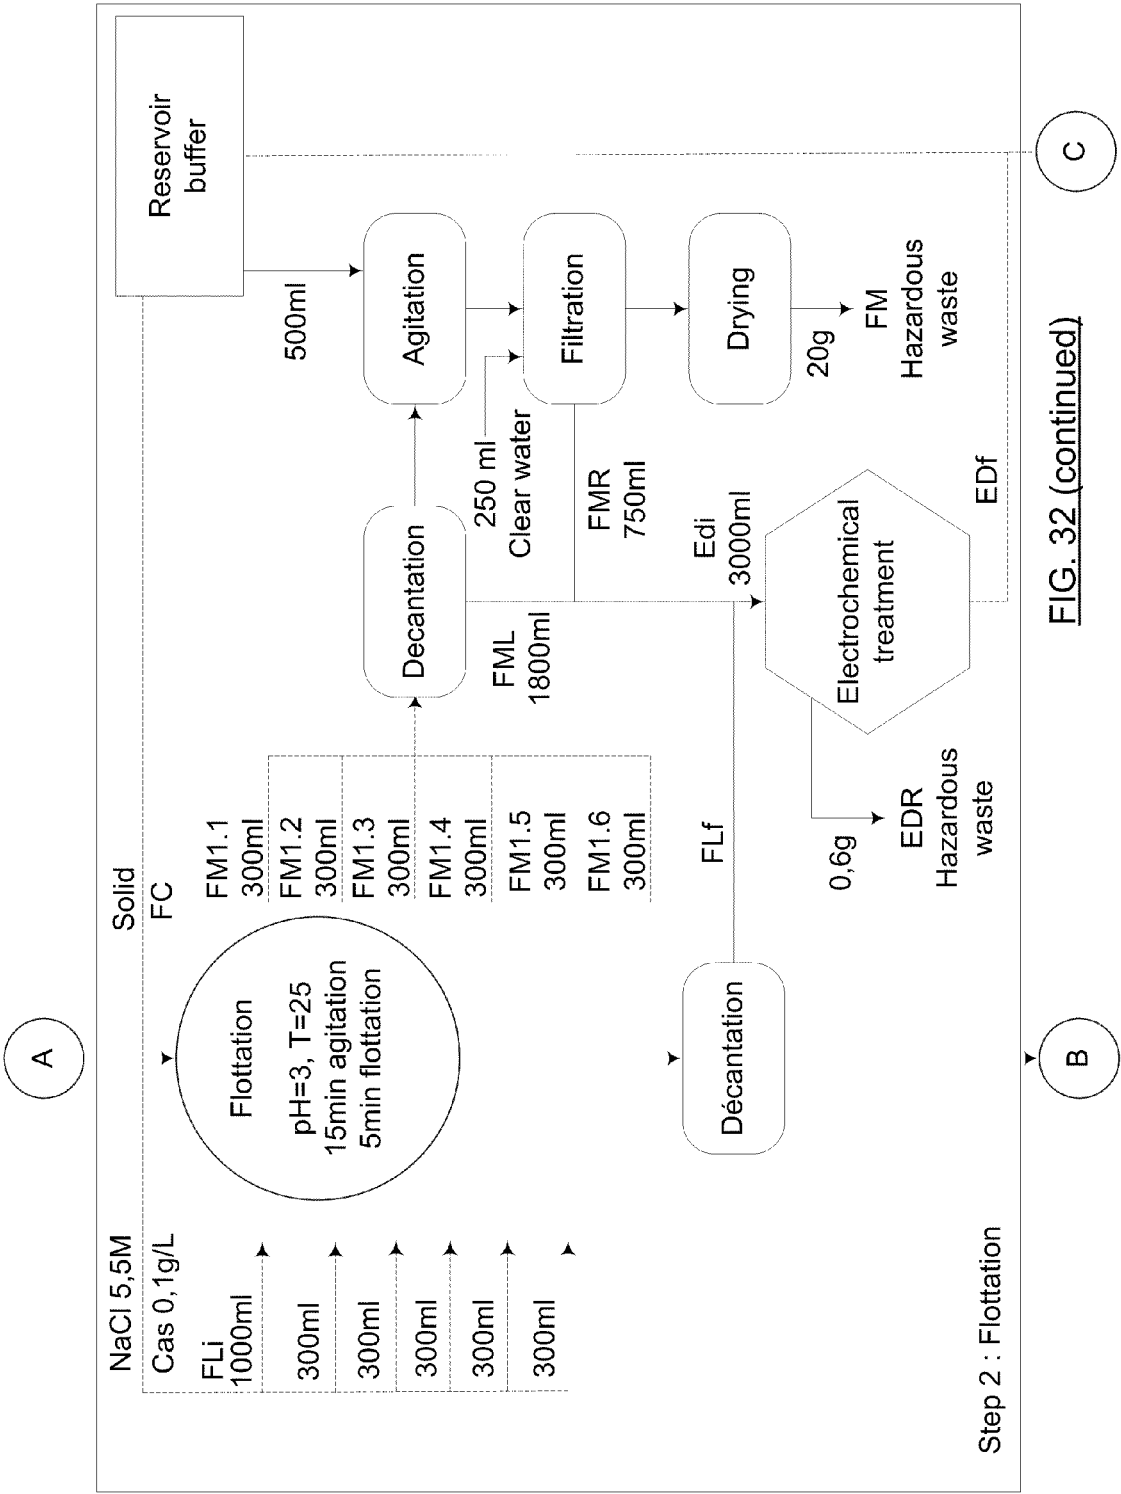 A
NaCl 5,5M
Cas 0,1g/L
Solid
FC
Reservoir
buffer
FLi
1000ml
300ml
300ml
300ml
300ml
300ml
Flottation
pH=3, T=25
15min agitation
5min flottation
FM1.1
300ml
FM1.2
300ml
FM1.3
300ml
FM1.4
300ml
FM1.5
300ml
FM1.6
300ml
500ml
Decantation
Agitation
250 ml
Clear water
FML
1800ml
Filtration
FMR
750ml
Drying
20g
FM
Hazardous
waste
Décantation
FLf
Edi
3000ml
Electrochemical
treatment
0,6g
EDR
Hazardous
waste
EDf
Step 2 : Flottation
B
C
FIG. 32 (continued)